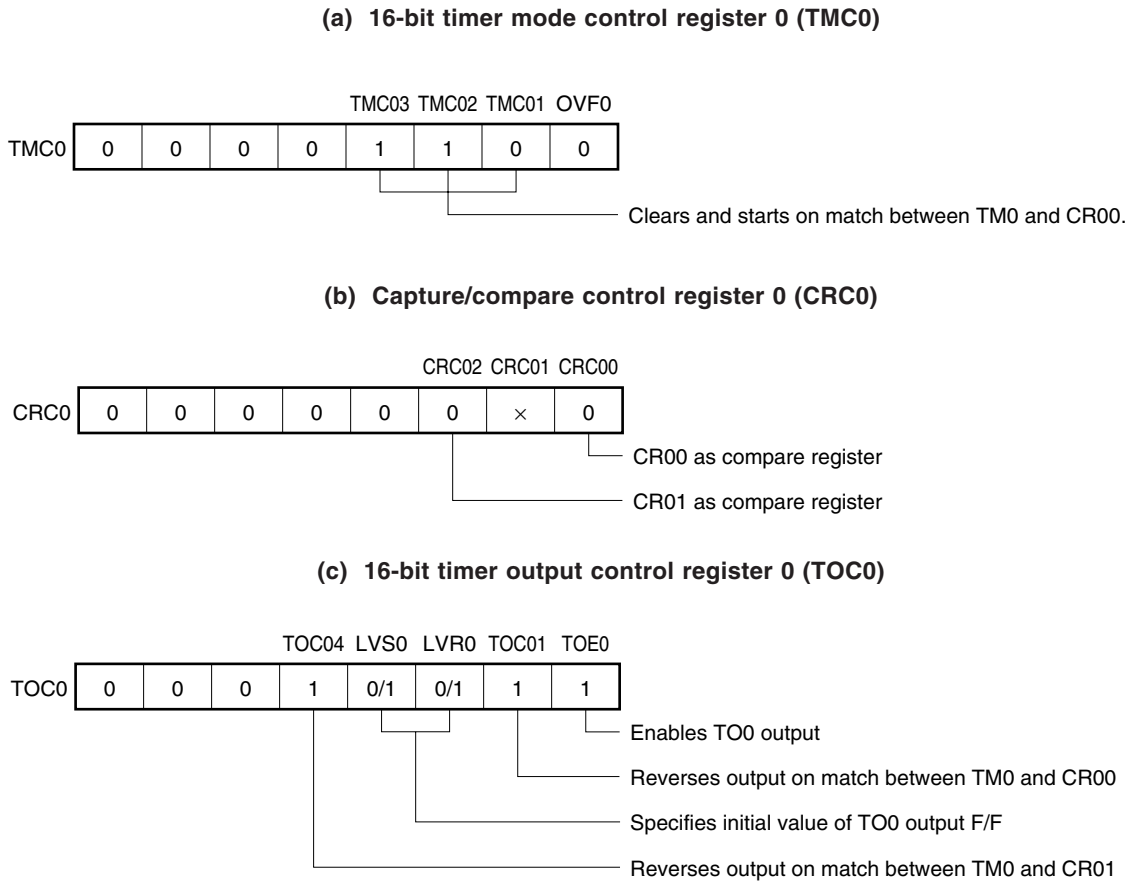 (a) 16-bit timer mode control register 0 (TMC0)
TMC03 TMC02 TMC01 OVF0
TMC0 0 0 0 0 1 1 0 0
Clears and starts on match between TM0 and CR00.
(b) Capture/compare control register 0 (CRC0)
CRC02 CRC01 CRC00
CRC0 0 0 0 0 0 0 × 0
CR00 as compare register
CR01 as compare register
(c) 16-bit timer output control register 0 (TOC0)
TOC04 LVS0 LVR0 TOC01 TOE0
TOC0 0 0 0 1 0/1 0/1 1 1
Enables TO0 output
Reverses output on match between TM0 and CR00
Specifies initial value of TO0 output F/F
Reverses output on match between TM0 and CR01